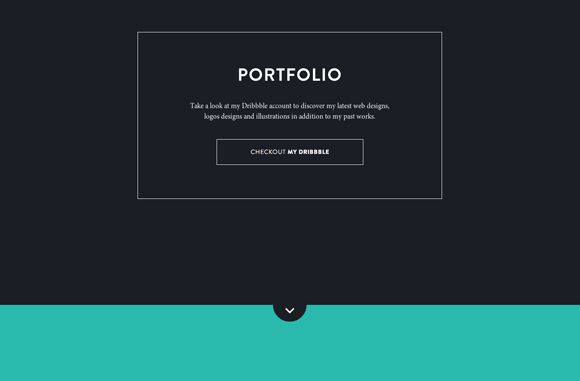 PORTFOLIO
Take a look at my Dribbble account to discover my latest web designs,
logos designs and illustrations in addition to my past works.
CHECKOUT MY DRIBBBLE